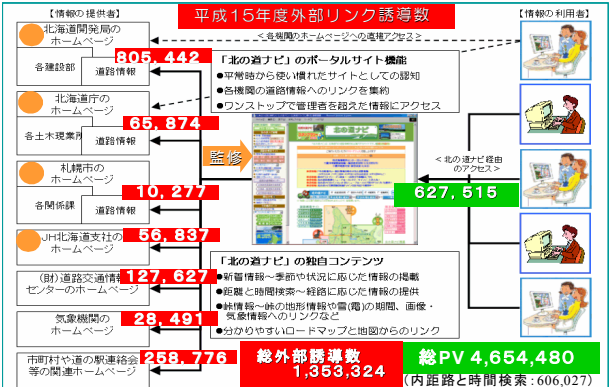 【情報の提供者】
平成15年度外部リンク誘導数
【情報の利用者】
北海道開発局の
ホームページ
805,442
各建設部
道路情報
北海道庁の
ホームページ
65,874
各土木現業所
道路情報
札幌市の
ホームページ
10,277
各関係課
道路情報
JH北海道支社の
ホームページ
56,837
(財)道路交通情報
センターのホームページ
127,627
気象機関の
ホームページ
28,491
市町村や道の駅連絡会
等の関連ホームページ
258,776
<各機関のホームページへの直接アクセス>
「北の道ナビ」のポータルサイト機能
●平常時から使い慣れたサイトとしての認知
●各機関の道路情報へのリンクを集約
●ワンストップで管理者を超えた情報にアクセス
監修
北の道ナビ
<北の道ナビ経由
のアクセス>
627,515
「北の道ナビ」の独自コンテンツ
●新着情報~季節や状況に応じた情報の掲載
●距離と時間検索~経路に応じた情報の提供
●峠情報~峠の地形情報や雪(電)の期間、画像・
気象情報へのリンクなど
●分かりやすいロードマップと地図からのリンク
総外部誘導数
1,353,324
総PV 4,654,480
(内距路と時間検索:606,027)